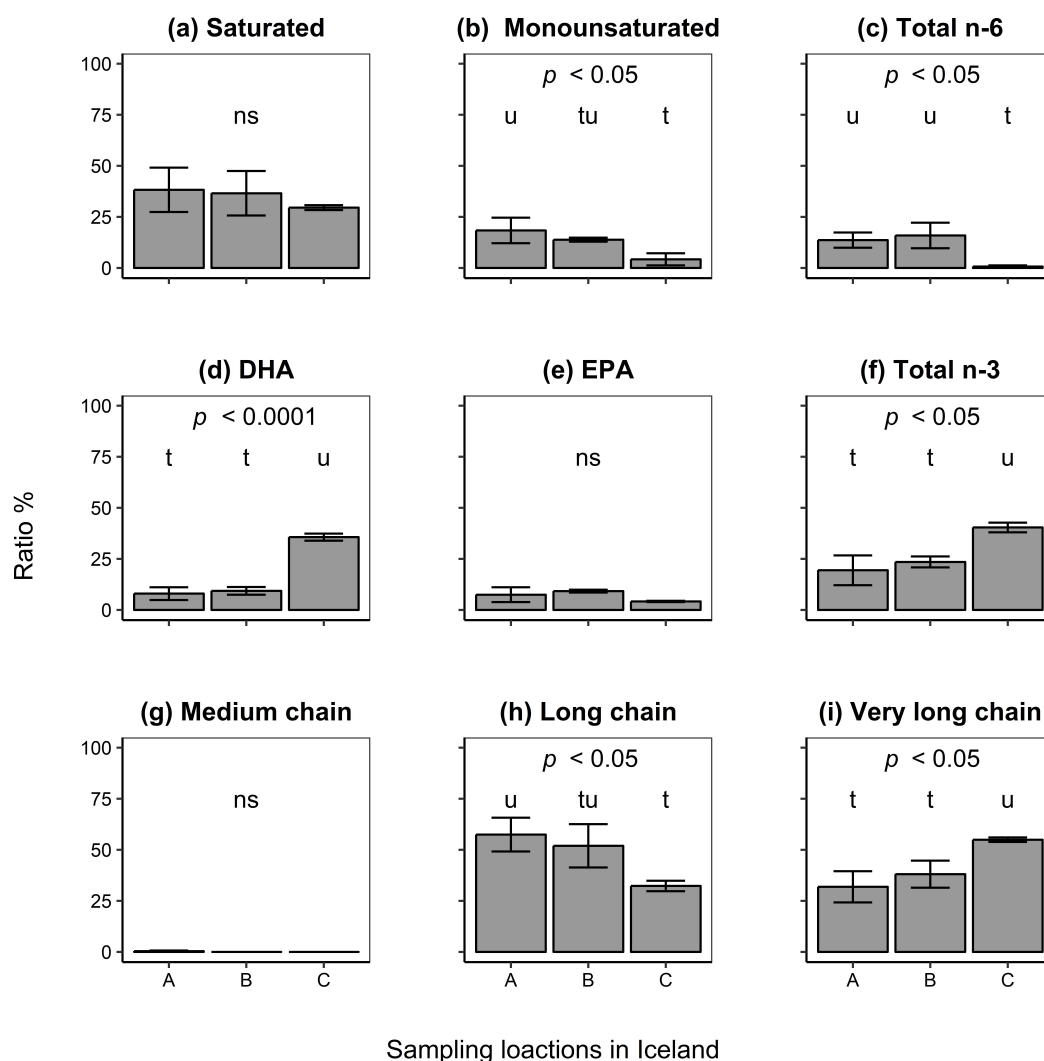 (a) Saturated
(b) Monounsaturated
(c) Total n-6
100
75
50
25
0
ns
p < 0.05
u tu t
p < 0.05
u u t
(d) DHA
(e) EPA
(f) Total n-3
100
75
50
25
0
p < 0.0001
t t u
ns
p < 0.05
t t u
Ratio %
(g) Medium chain
(h) Long chain
(i) Very long chain
100
75
50
25
0
ns
p < 0.05
u tu t
p < 0.05
t t u
A B C
A B C
A B C
Sampling loactions in Iceland